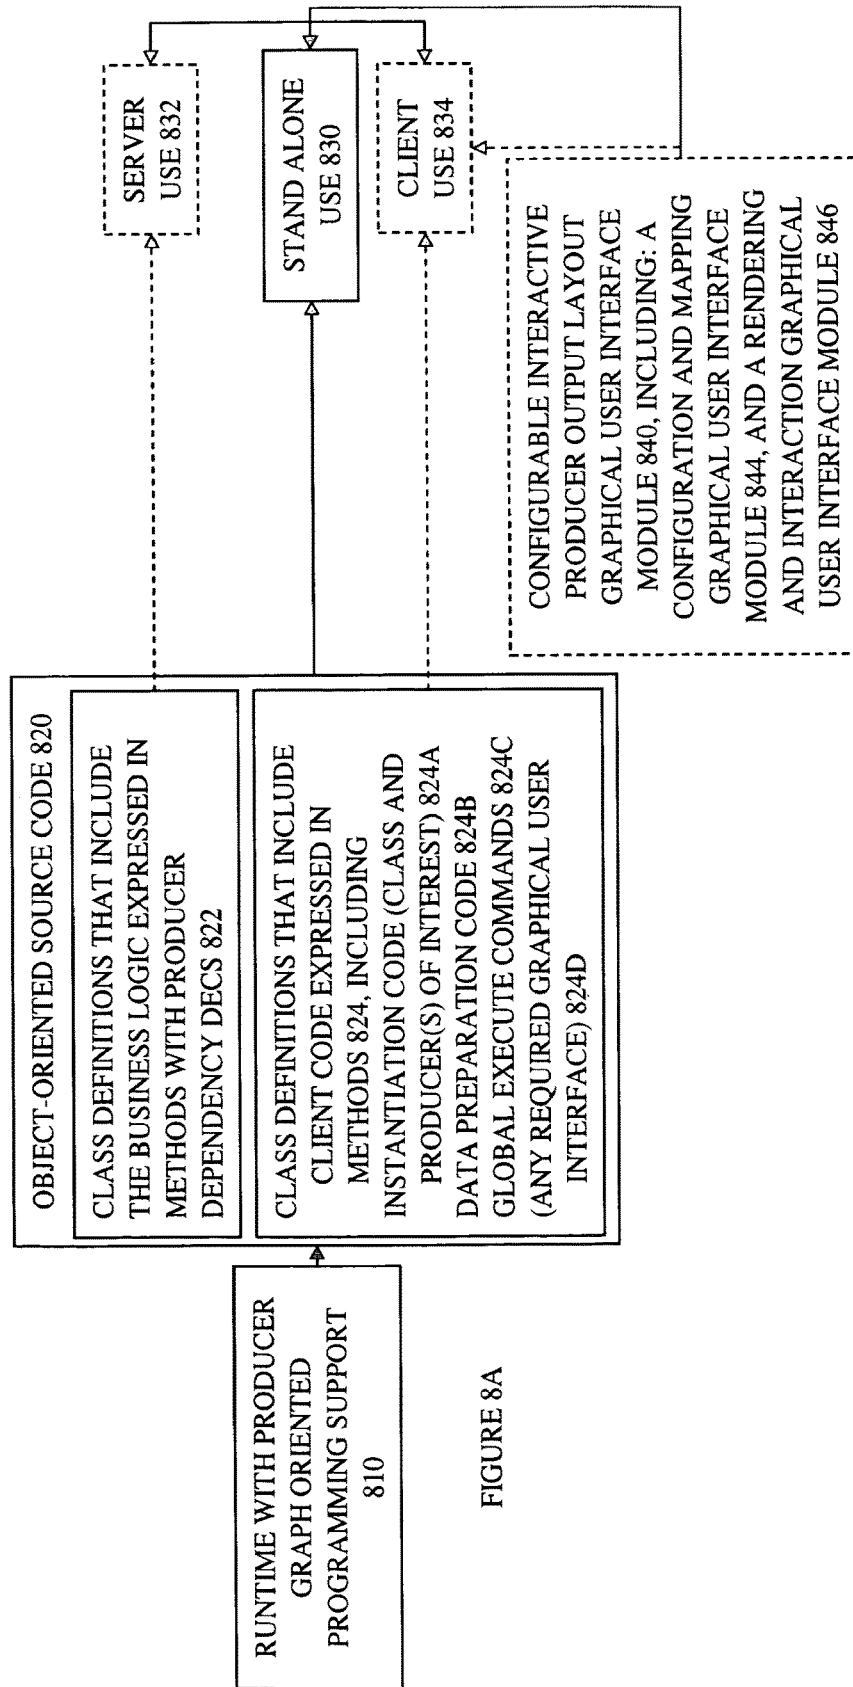 RUNTIME WITH PRODUCER
GRAPH ORIENTED
PROGRAMMING SUPPORT
810
OBJECT-ORIENTED SOURCE CODE 820
CLASS DEFINITIONS THAT INCLUDE
THE BUSINESS LOGIC EXPRESSED IN
METHODS WITH PRODUCER
DEPENDENCY DECS 822
CLASS DEFINITIONS THAT INCLUDE
CLIENT CODE EXPRESSED IN
METHODS 824, INCLUDING
INSTANTIATION CODE (CLASS AND
PRODUCER(S) OF INTEREST) 824A
DATA PREPARATION CODE 824B
GLOBAL EXECUTE COMMANDS 824C
(ANY REQUIRED GRAPHICAL USER
INTERFACE) 824D
SERVER
USE 832
STAND ALONE
USE 830
CLIENT
USE 834
CONFIGURABLE INTERACTIVE
PRODUCER OUTPUT LAYOUT
GRAPHICAL USER INTERFACE
MODULE 840, INCLUDING: A
CONFIGURATION AND MAPPING
GRAPHICAL USER INTERFACE
MODULE 844, AND A RENDERING
AND INTERACTION GRAPHICAL
USER INTERFACE MODULE 846
FIGURE 8A